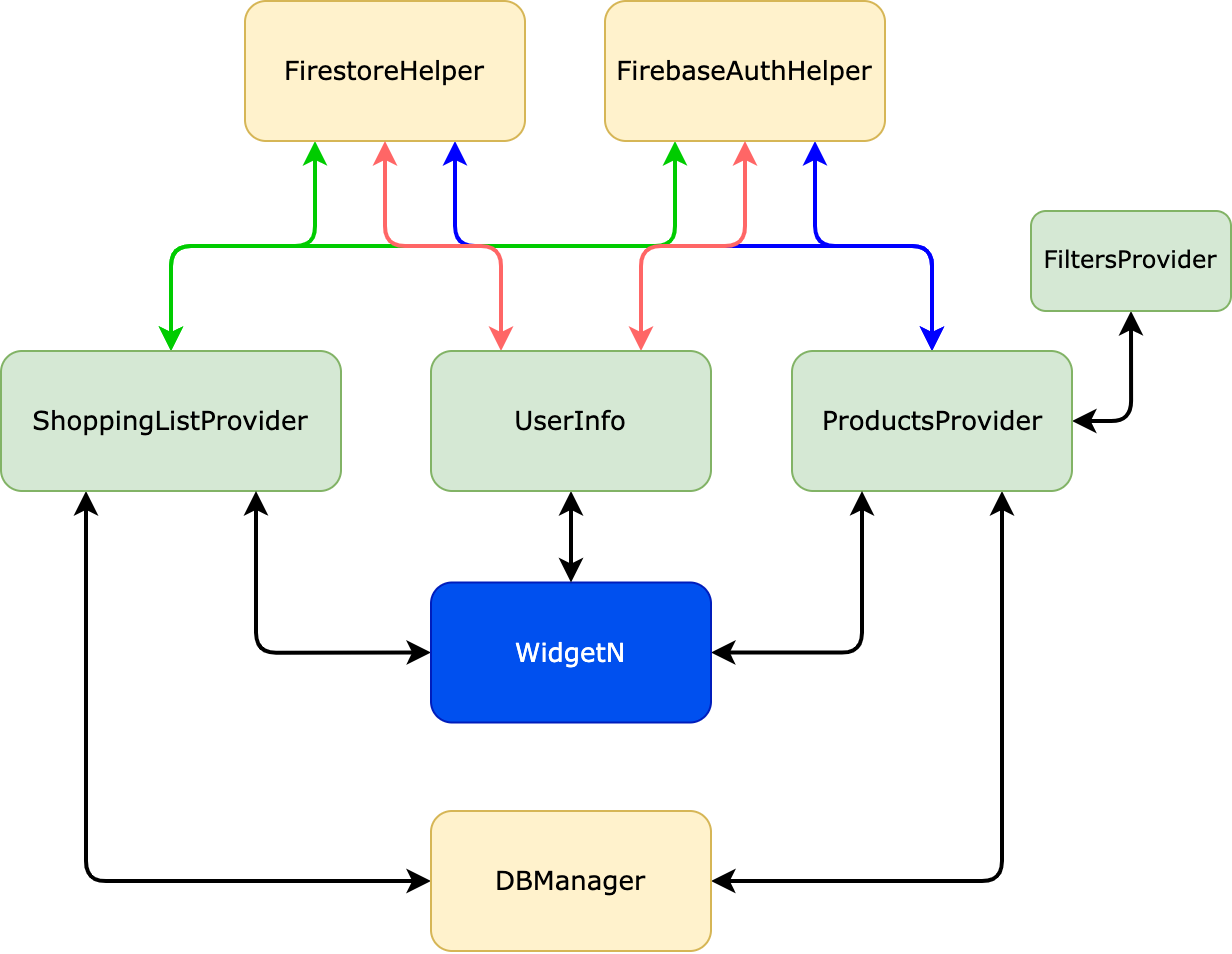 FirestoreHelper
FirebaseAuthHelper
FiltersProvider
ShoppingListProvider
UserInfo
ProductsProvider
WidgetN
DBManager